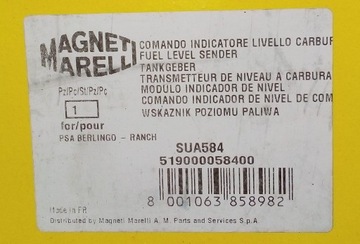 MAGNETI
MARELLI
COMANDO INDICATORE LIVELLO CARBUR
FUEL LEVEL SENDER
TANKGEBER
TRANSMETTEUR DE NIVEAU A CARBURA
MODULO INDICADOR DE NIVEL
COMANDO INDICADOR DE NIVEL DE COM
WSKAZNIK POZIOMU PALIWA
Pz/Pc/St/Pz/Pc
1
for/pour
PSA BERLINGO - RANCH
SUA584
519000058400
8 001063 858982
Made in FR
Distributed by Magneti Marelli A. M. Parts and Services S.p.A